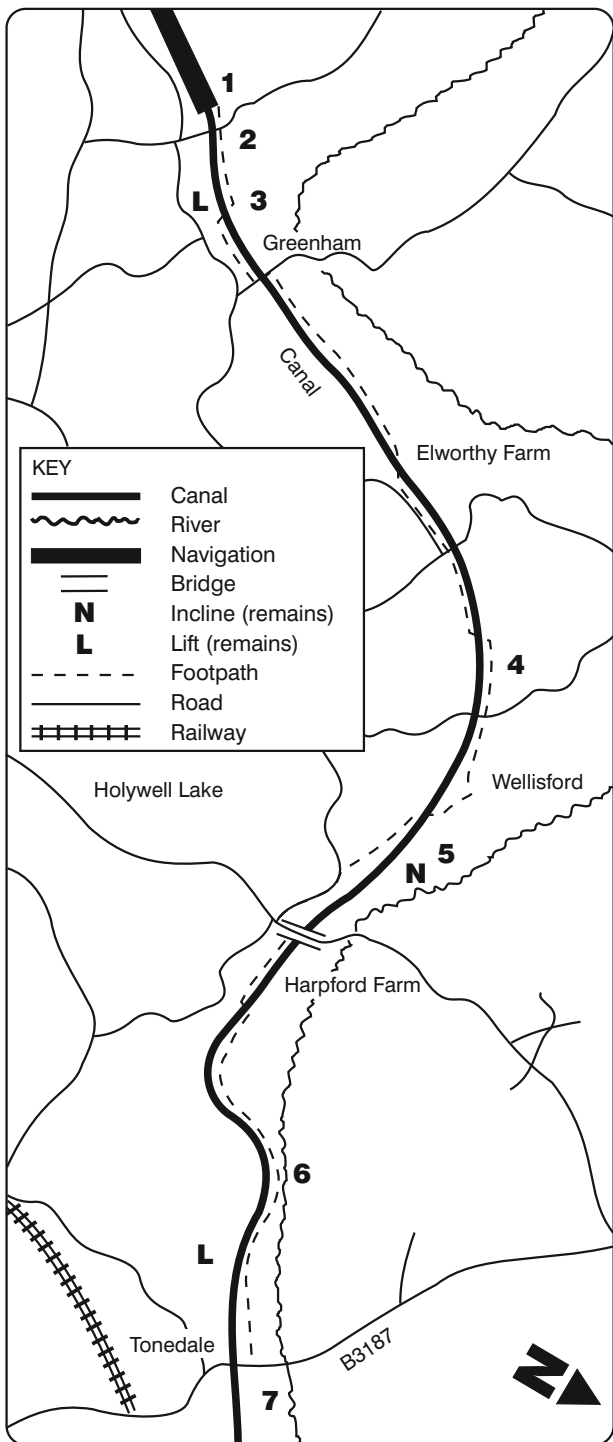 1
2
L
3
Greenham
Canal
Elworthy Farm
KEY
Canal
River
Navigation
Bridge
N Incline (remains)
L Lift (remains)
Footpath
Road
Railway
4
Holywell Lake
Wellisford
5
N
Harpford Farm
6
L
Tonedale
B3187
7
N